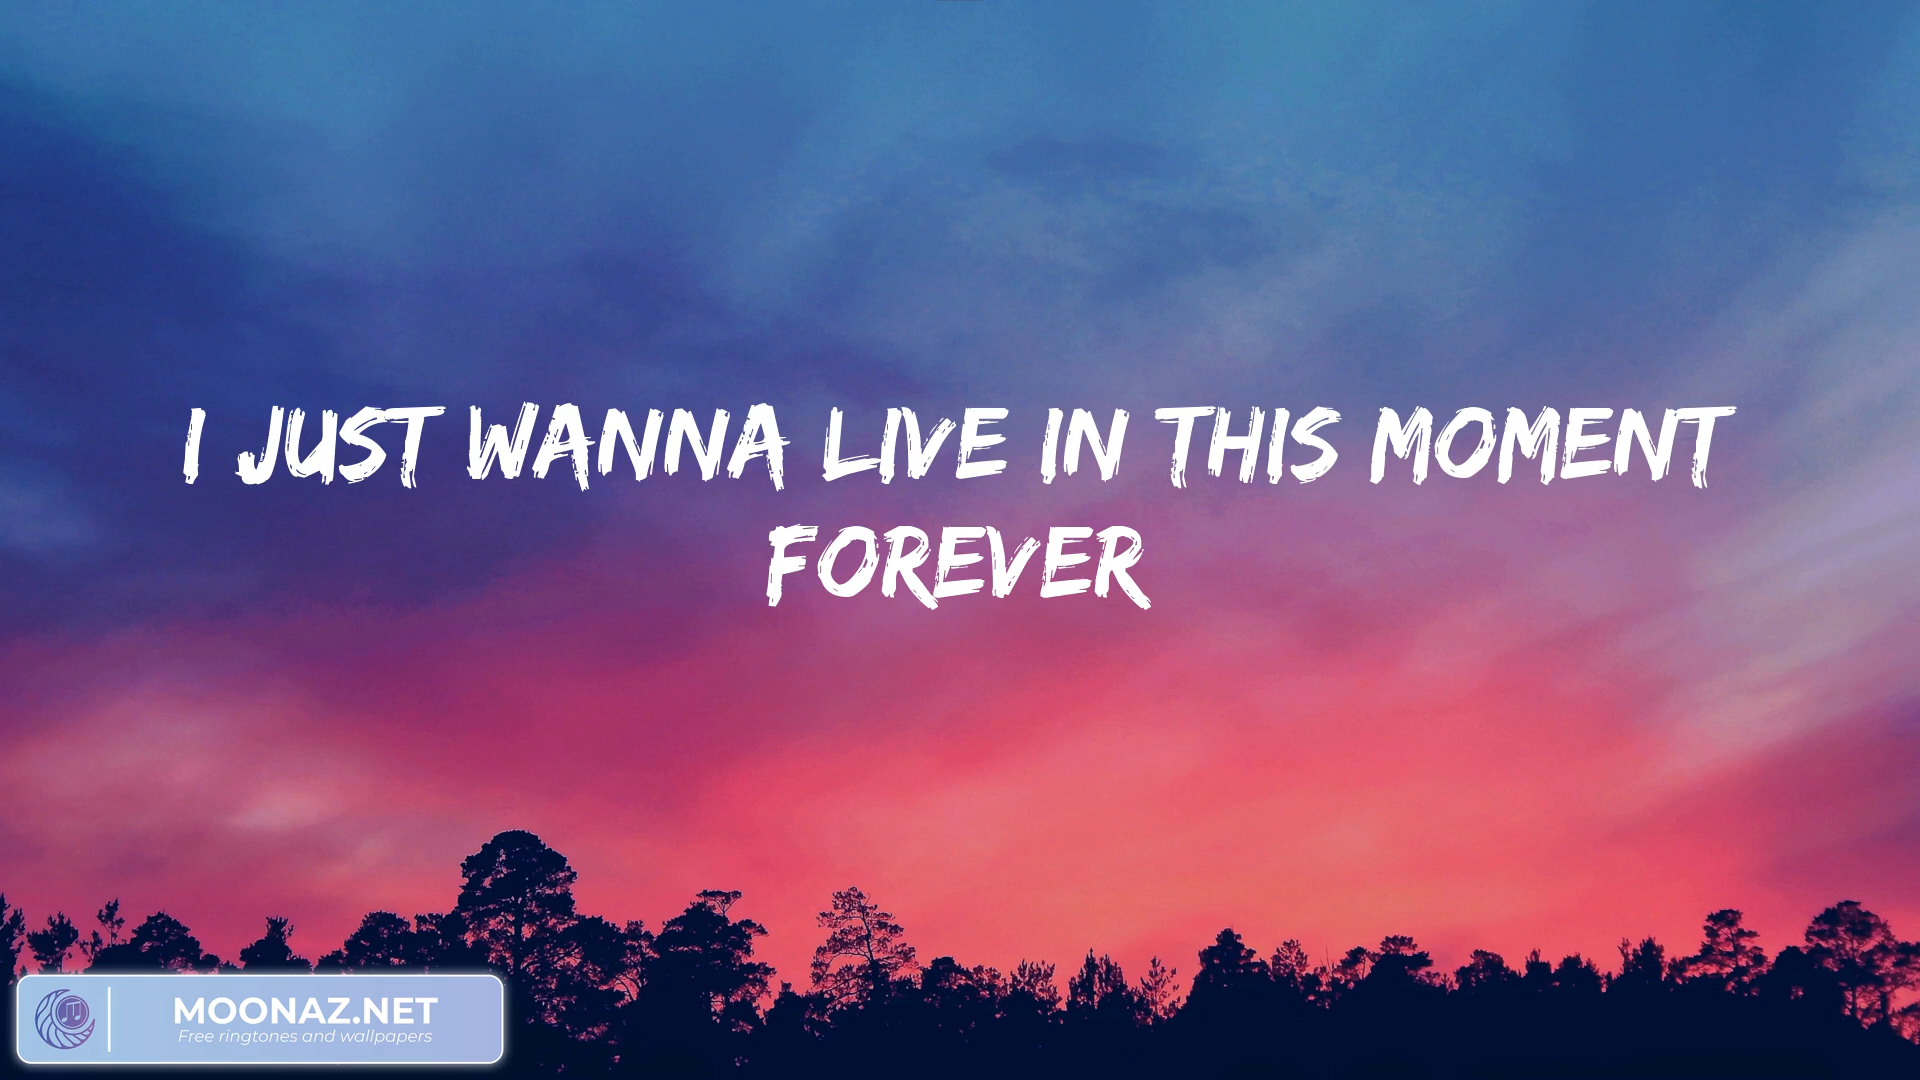 I JUST WANNA LIVE IN THIS MOMENT
FOREVER
MOONAZ.NET
Free ringtones and wallpapers